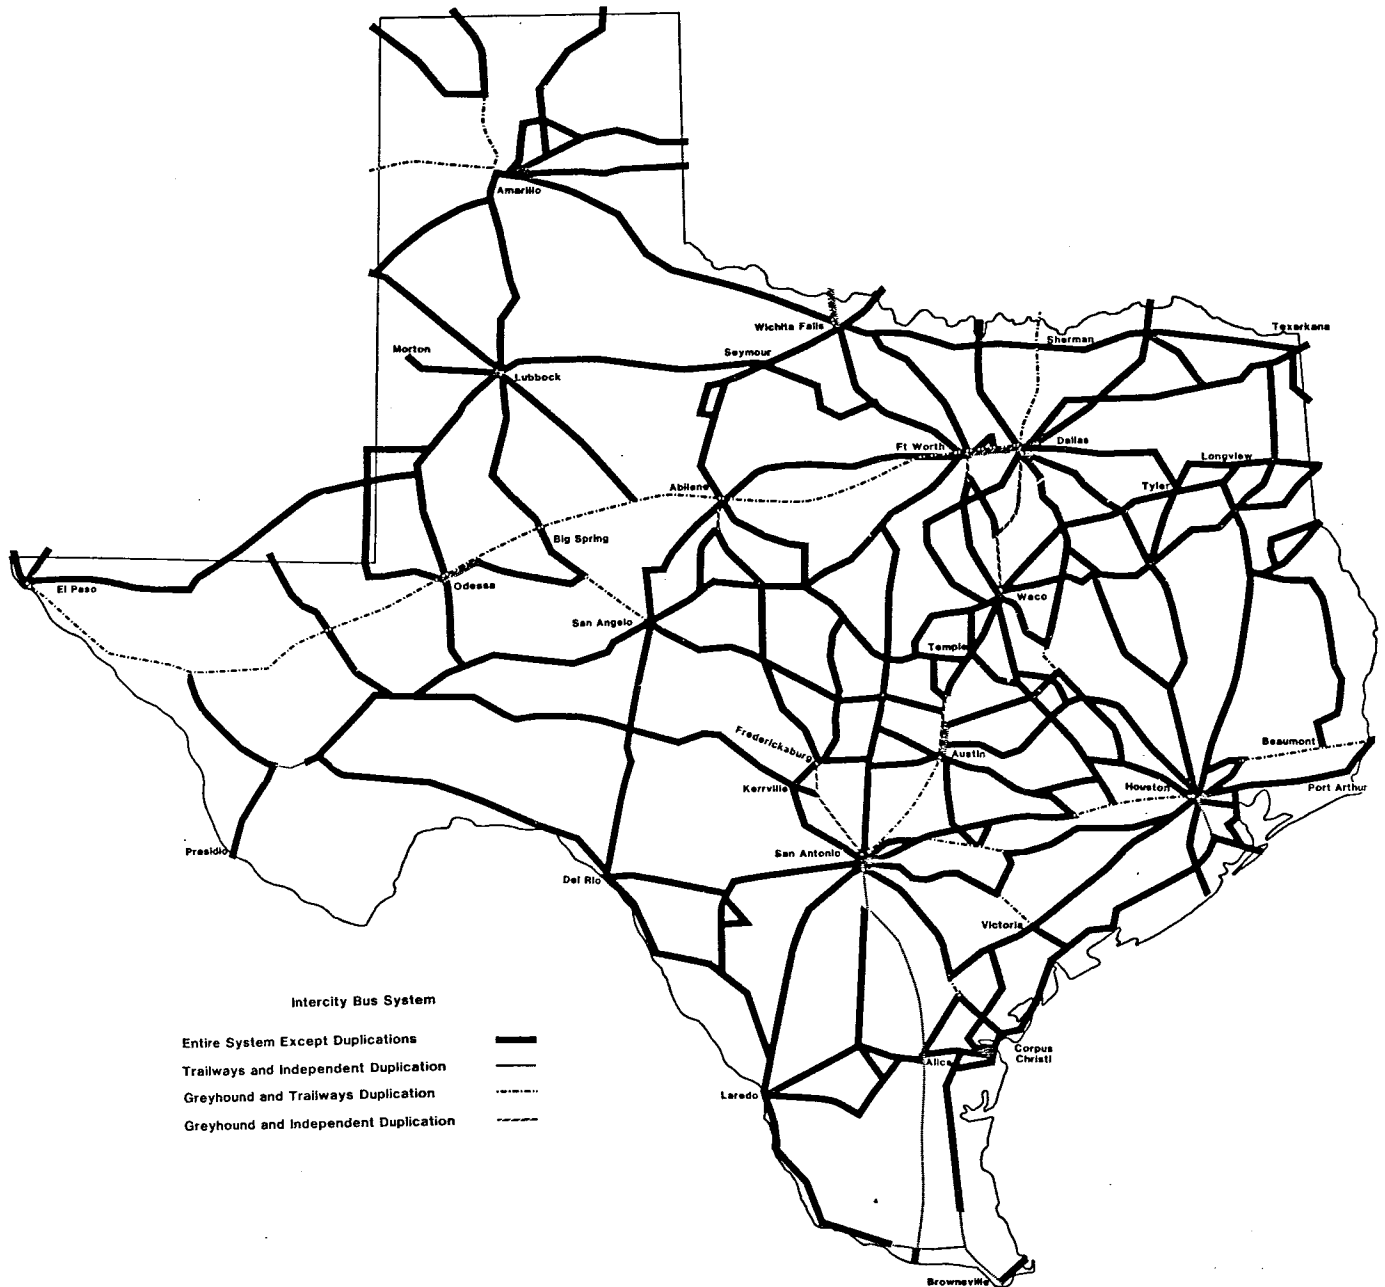 Amarillo
Wichita Falls
Texarkana
Sherman
Morton
Seymour
Lubbock
Ft Worth
Dallas
Longview
Abilene
Tyler
Big Spring
El Paso
Odessa
Waco
San Angelo
Temple
Fredericksburg
Austin
Beaumont
Kerrville
Houston
Port Arthur
Presidio
San Antonio
Del Rio
Victoria
Intercity Bus System
Entire System Except Duplications
Trailways and Independent Duplication
Greyhound and Trailways Duplication
Greyhound and Independent Duplication
Corpus
Christi
Alice
Laredo
Brownsville